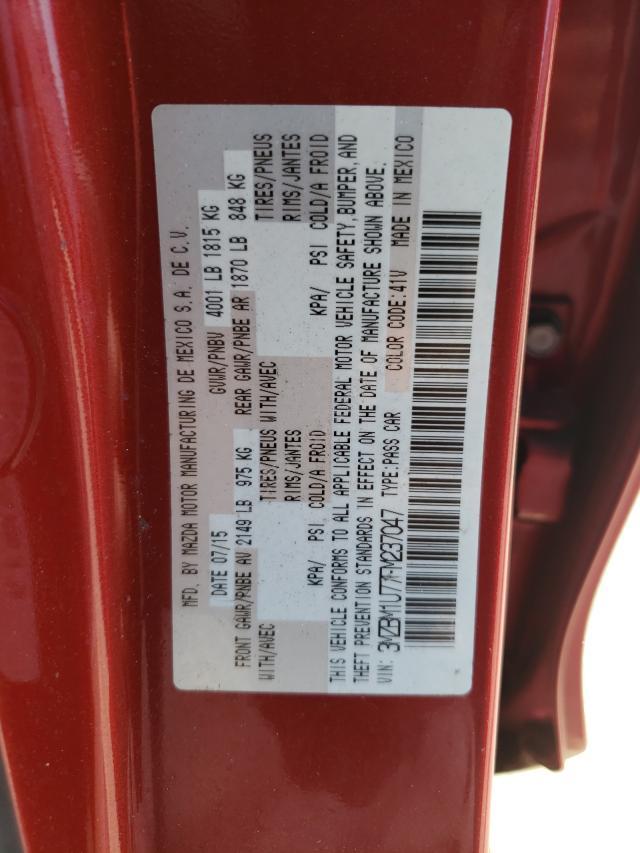 MFD. BY MAZDA MOTOR MANUFACTURING DE MEXICO S.A. DE C.V.
DATE 07/15 GVWR/PNBV 4001 LB 1815 KG
FRONT GAWR/PNBE AV 2149 LB 975 KG REAR GAWR/PNBE AR 1870 LB 848 KG
WITH/AVEC TIRES/PNEUS WITH/AVEC TIRES/PNEUS
RIMS/JANTES RIMS/JANTES
KPA/ PSI COLD/A FROID KPA/ PSI COLD/A FROID
THIS VEHICLE CONFORMS TO ALL APPLICABLE FEDERAL MOTOR VEHICLE SAFETY,BUMPER,AND
THEFT PREVENTION STANDARDS IN EFFECT ON THE DATE OF MANUFACTURE SHOWN ABOVE.
VIN: 3MZBM1U77FM237047 TYPE:PASS CAR COLOR CODE:41V MADE IN MEXICO